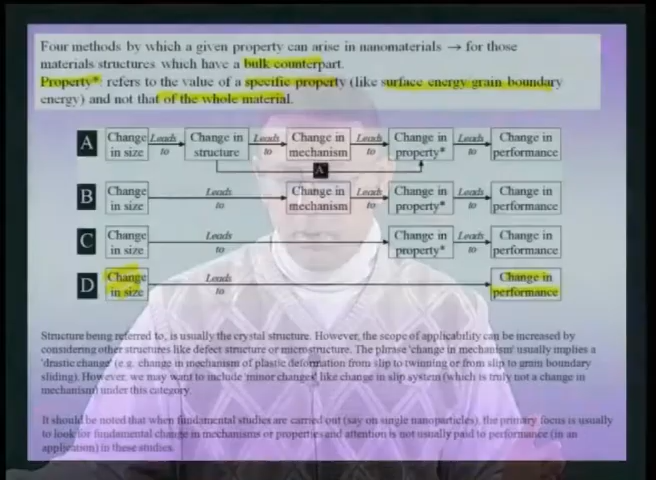 Four methods by which a given property can arise in nanomaterials → for those
materials structures which have a bulk counterpart.
Property* refers to the value of a specific property (like surface energy grain boundary
energy) and not that of the whole material.
A Change in size Leads to Change in structure Leads to Change in mechanism Leads to Change in property* Leads to Change in performance
A'
B Change in size Leads to Change in mechanism Leads to Change in property* Leads to Change in performance
C Change in size Leads to Change in property* Leads to Change in performance
D Change in size Leads to Change in performance
Structure being referred to, is usually the crystal structure. However, the scope of applicability can be increased by
considering other structures like defect structure or microstructure. The phrase 'change in mechanism' usually implies a
'drastic change' (e.g. change in mechanism of plastic deformation from slip to twinning or from slip to grain boundary
sliding). However, we may want to include 'minor changes' like change in slip system (which is truly not a change in
mechanism) under this category.
It should be noted that when fundamental studies are carried out (say on single nanoparticles), the primary focus is usually
to look for fundamental change in mechanisms or properties and attention is not usually paid to performance (in an
application) in these studies.